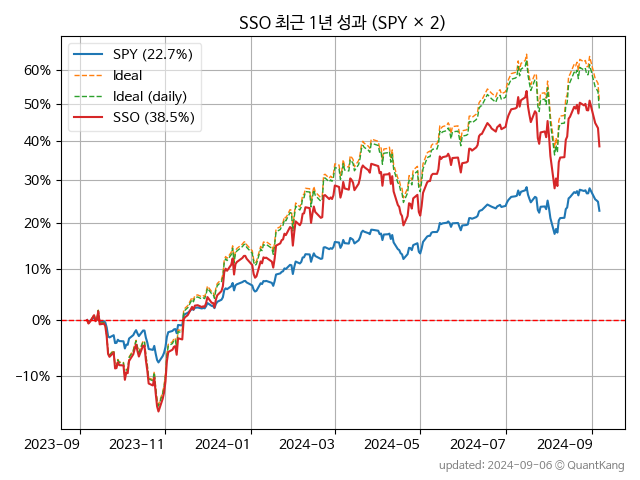 SSO 최근 1년 성과 (SPY × 2)
SPY (22.7%)
Ideal
Ideal (daily)
SSO (38.5%)
60%
50%
40%
30%
20%
10%
0%
−10%
2023-09 2023-11 2024-01 2024-03 2024-05 2024-07 2024-09
updated: 2024-09-06 © QuantKang